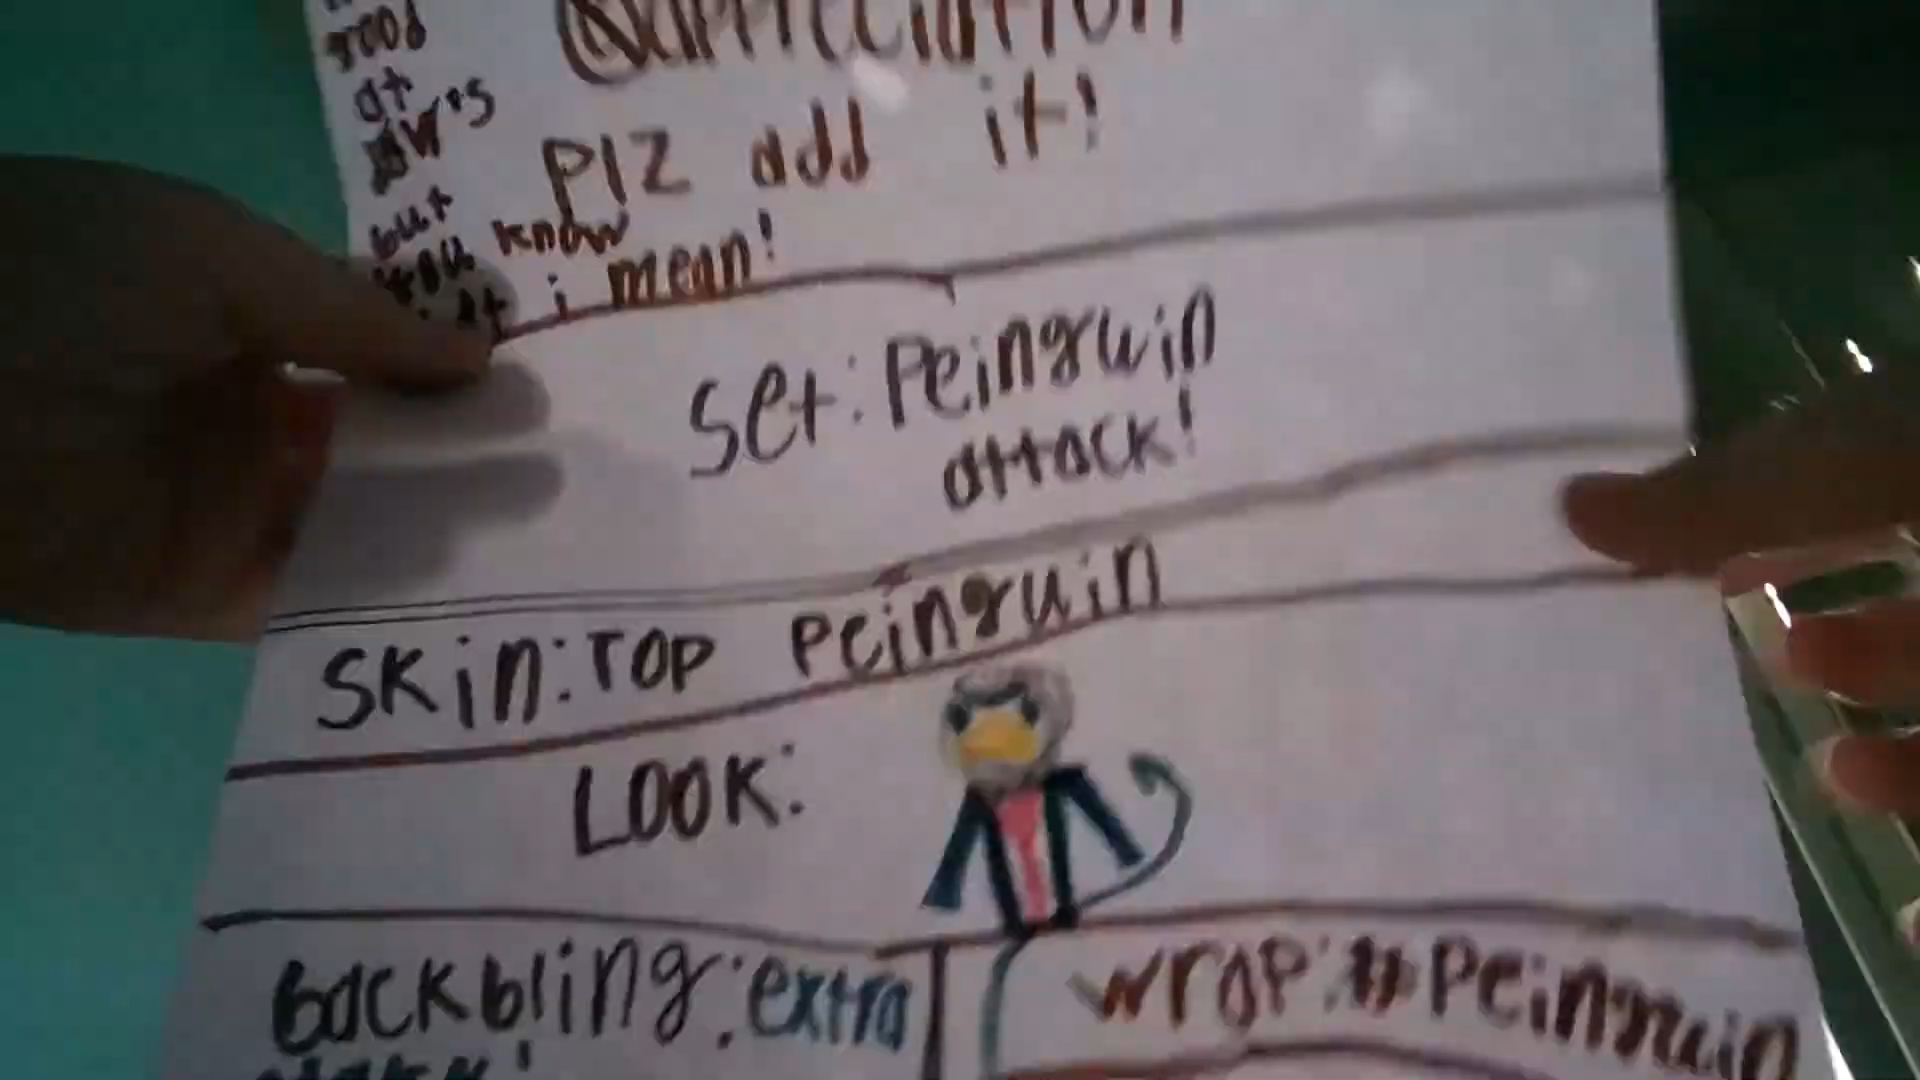 good
at
W's
but
you know
i mean!
appreciation
plz add it!
Set: Peinguin
attack!
SKin: TOP Peinguin
LOOK:
backbling: extra
wrap: Peinguin